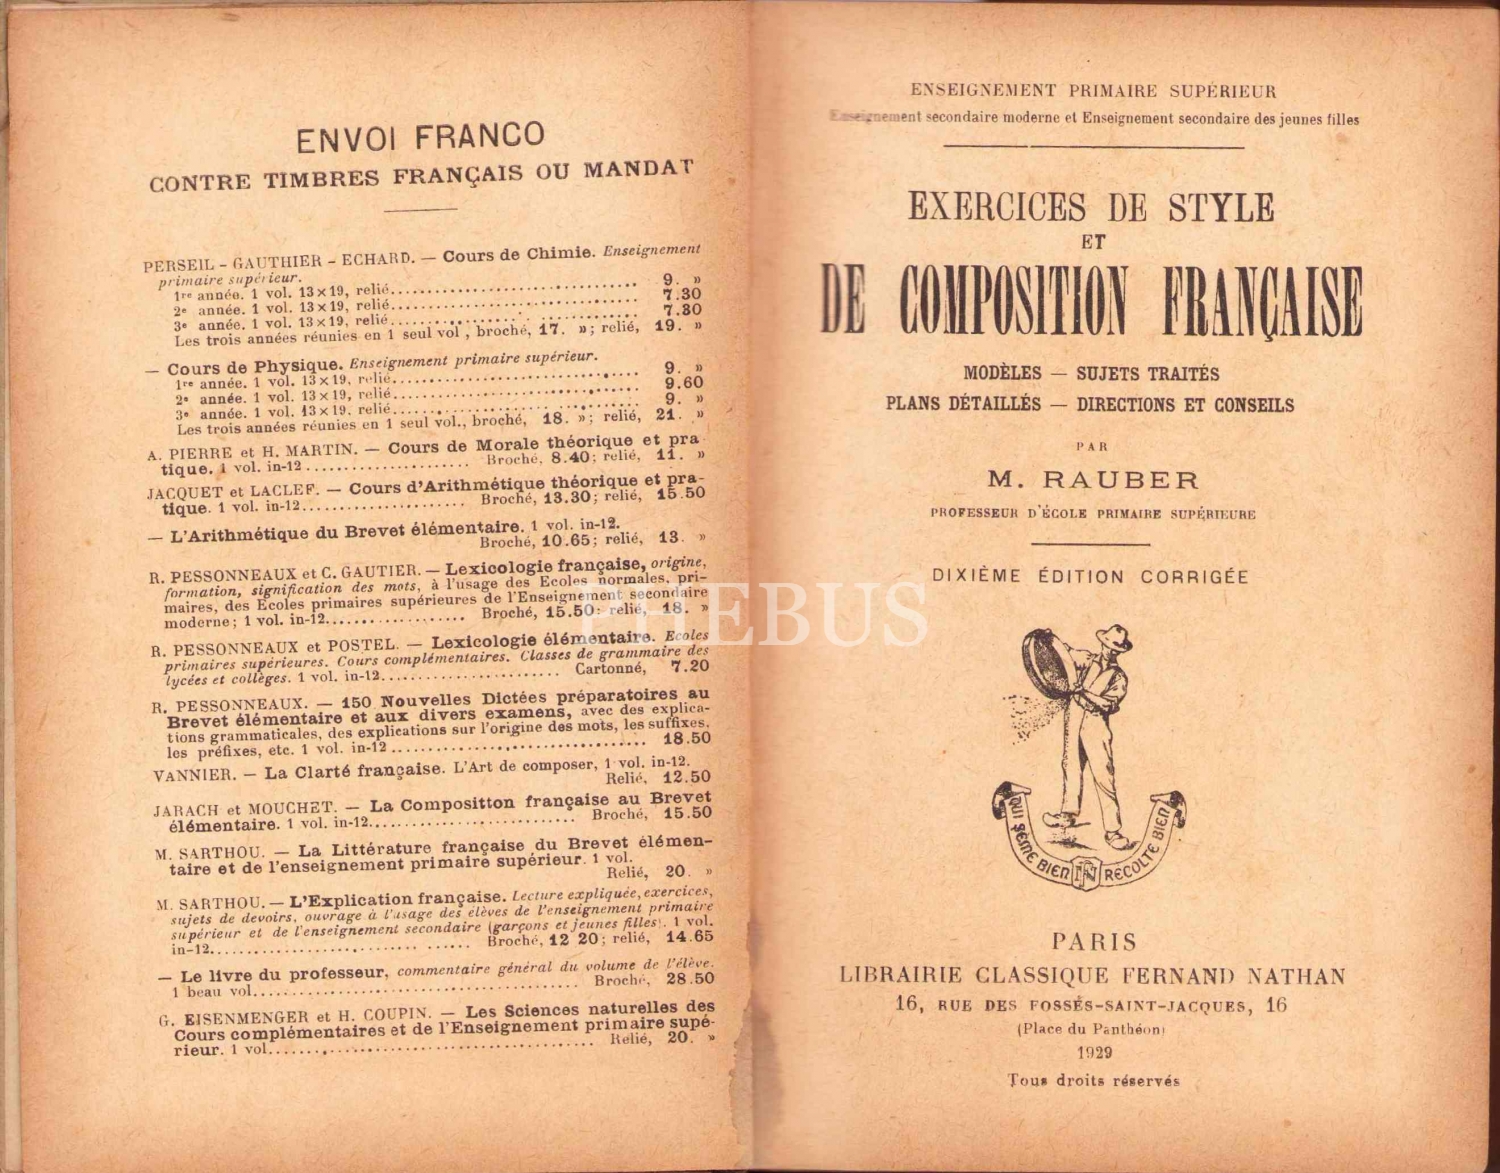 ENVOI FRANCO
CONTRE TIMBRES FRANÇAIS OU MANDAT
PERSEIL - GAUTHIER - ECHARD. — Cours de Chimie. Enseignement
primaire supérieur.
1re année. 1 vol. 13×19, relié................ 9. »
2e année. 1 vol. 13×19, relié................ 7.30
3e année. 1 vol. 13×19, relié................ 7.30
Les trois années réunies en 1 seul vol, broché, 17. »; relié, 19. »
— Cours de Physique. Enseignement primaire supérieur.
1re année. 1 vol. 13×19, relié................ 9. »
2e année. 1 vol. 13×19, relié................ 9.60
3e année. 1 vol. 13×19. relié................ 9. »
Les trois années réunies en 1 seul vol., broché, 18. »; relié, 21. »
A. PIERRE et H. MARTIN. — Cours de Morale théorique et pra
tique. 1 vol. in-12................ Broché, 8.40; relié, 11. »
JACQUET et LACLEF. — Cours d'Arithmétique théorique et pra-
tique. 1 vol. in-12................ Broché, 13.30; relié, 15.50
— L'Arithmétique du Brevet élémentaire. 1 vol. in-12.
Broché, 10.65; relié, 13. »
R. PESSONNEAUX et C. GAUTIER. — Lexicologie française, origine,
formation, signification des mots, à l'usage des Ecoles normales, pri-
maires, des Ecoles primaires supérieures de l'Enseignement secondaire
moderne; 1 vol. in-12................ Broché, 15.50; relié, 18. »
R. PESSONNEAUX et POSTEL. — Lexicologie élémentaire. Ecoles
primaires supérieures. Cours complémentaires. Classes de grammaire des
lycées et collèges. 1 vol. in-12................ Cartonné, 7.20
R. PESSONNEAUX. — 150 Nouvelles Dictées préparatoires au
Brevet élémentaire et aux divers examens, avec des explica-
tions grammaticales, des explications sur l'origine des mots, les suffixes,
les préfixes, etc. 1 vol. in-12................ 18.50
VANNIER. — La Clarté française. L'Art de composer, 1 vol. in-12.
Relié, 12.50
JARACH et MOUCHET. — La Compositton française au Brevet
élémentaire. 1 vol. in-12................ Broché, 15.50
M. SARTHOU. — La Littérature française du Brevet élémen-
taire et de l'enseignement primaire supérieur. 1 vol.
Relié, 20. »
M. SARTHOU. — L'Explication française. Lecture expliquée, exercices,
sujets de devoirs, ouvrage à l'usage des élèves de l'enseignement primaire
supérieur et de l'enseignement secondaire (garçons et jeunes filles). 1 vol.
in-12................ Broché, 12 20; relié, 14.65
— Le livre du professeur, commentaire général du volume de l'élève.
1 beau vol................ Broché, 28.50
G. EISENMENGER et H. COUPIN. — Les Sciences naturelles des
Cours complémentaires et de l'Enseignement primaire supé-
rieur. 1 vol................ Relié, 20. »
ENSEIGNEMENT PRIMAIRE SUPÉRIEUR
Enseignement secondaire moderne et Enseignement secondaire des jeunes filles
EXERCICES DE STYLE
ET
DE COMPOSITION FRANÇAISE
MODÈLES — SUJETS TRAITÉS
PLANS DÉTAILLÉS — DIRECTIONS ET CONSEILS
PAR
M. RAUBER
PROFESSEUR D'ÉCOLE PRIMAIRE SUPÉRIEURE
DIXIÈME ÉDITION CORRIGÉE
QUI SÈME BIEN FN RÉCOLTE BIEN
PARIS
LIBRAIRIE CLASSIQUE FERNAND NATHAN
16, RUE DES FOSSÉS-SAINT-JACQUES, 16
(Place du Panthéon)
1929
Tous droits réservés
PHEBUS